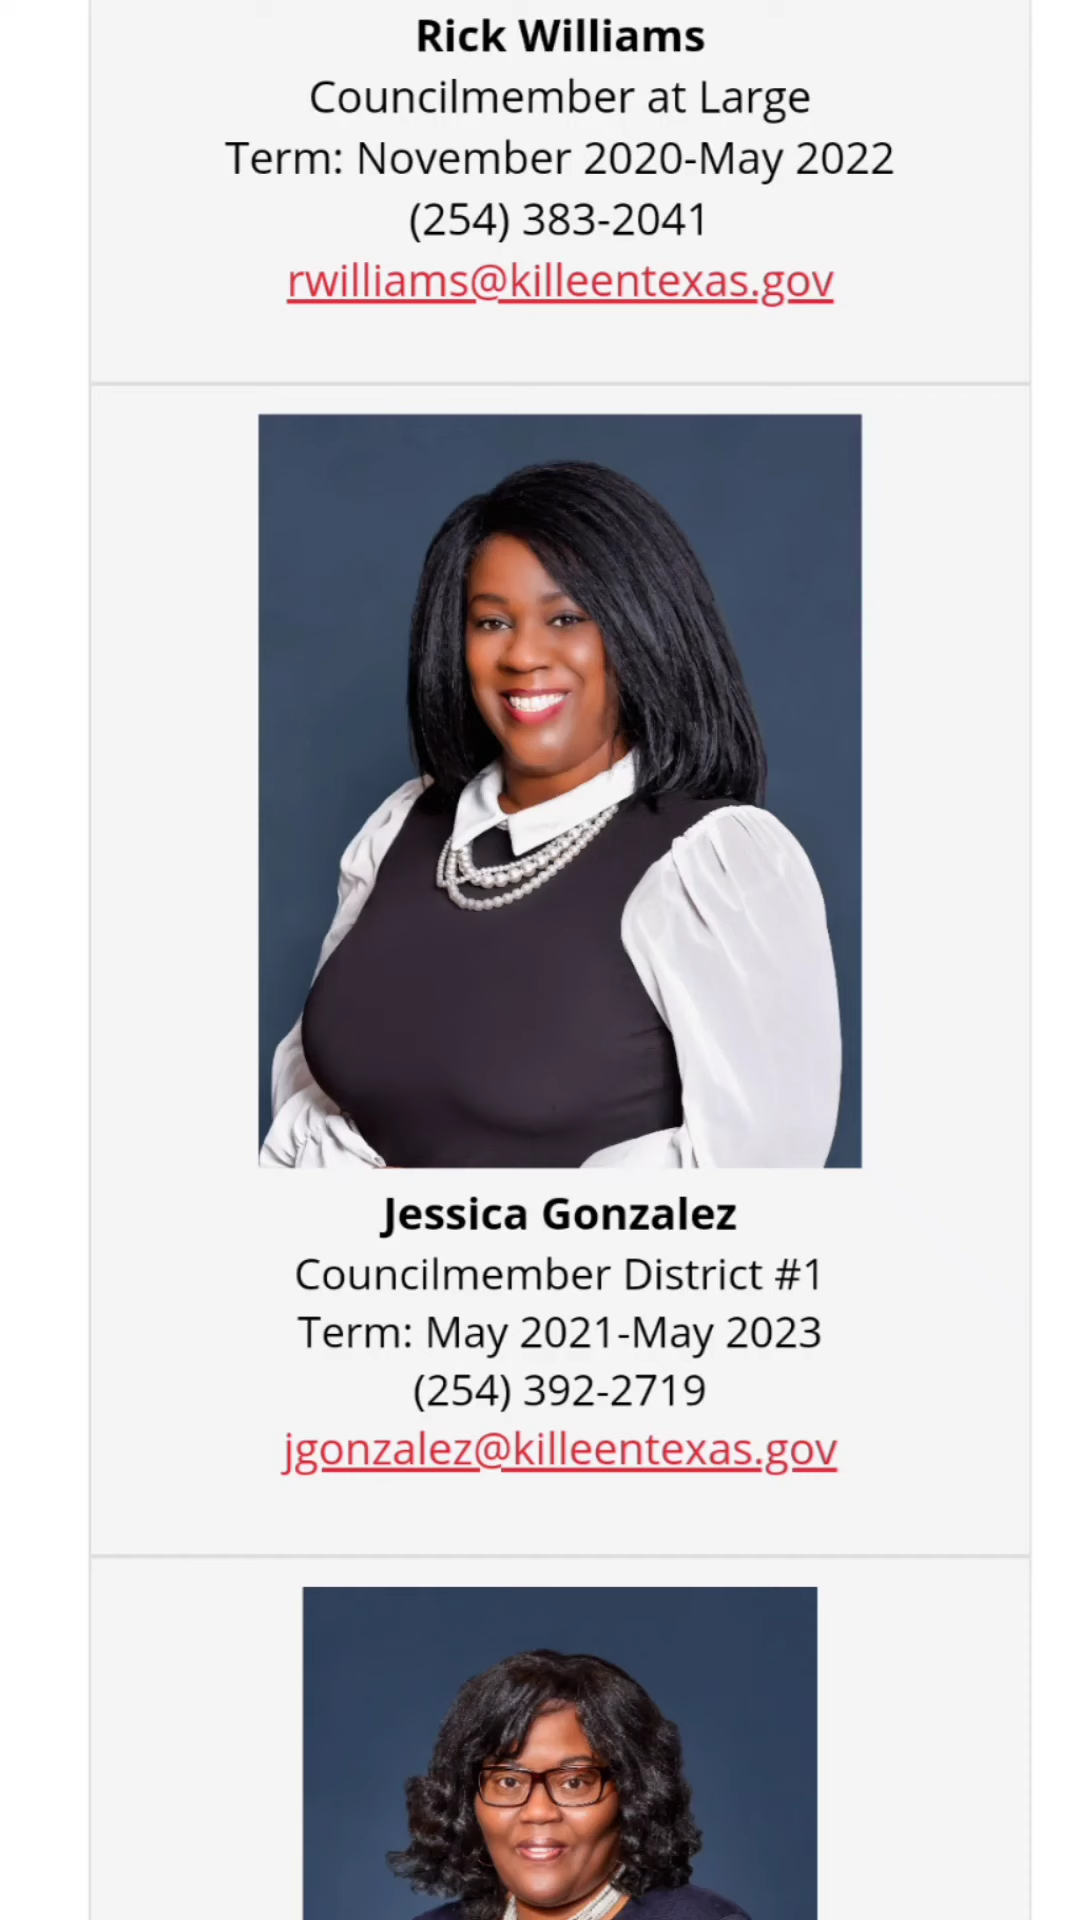 Rick Williams
Councilmember at Large
Term: November 2020-May 2022
(254) 383-2041
rwilliams@killeentexas.gov
Jessica Gonzalez
Councilmember District #1
Term: May 2021-May 2023
(254) 392-2719
jgonzalez@killeentexas.gov